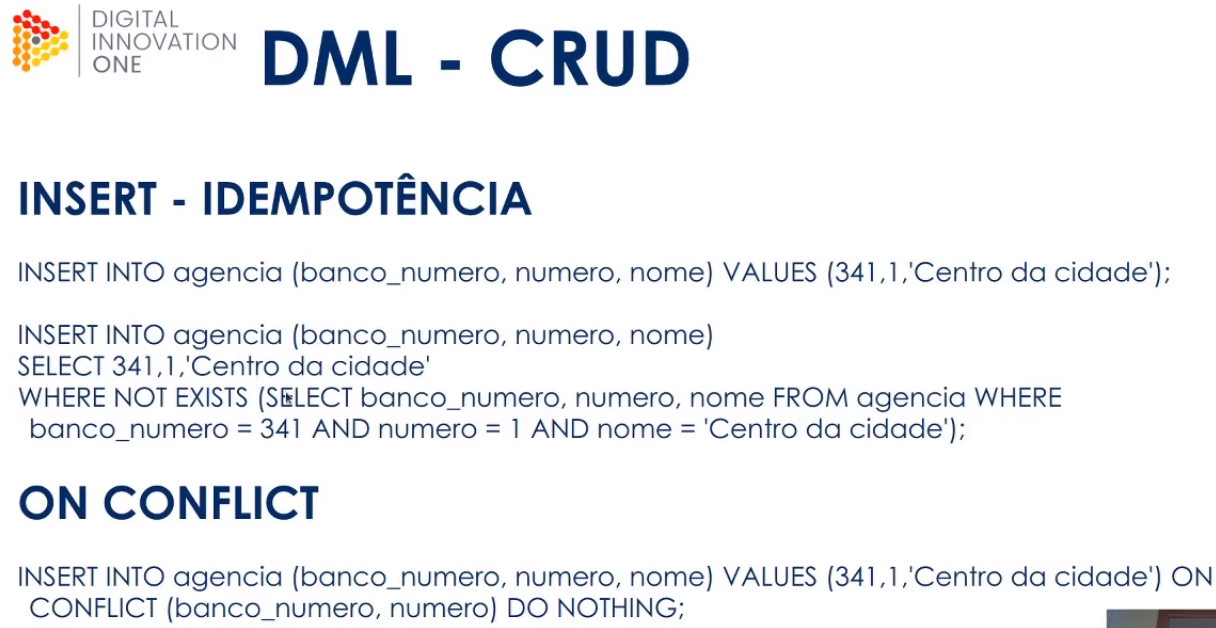 DIGITAL
INNOVATION
ONE
DML - CRUD
INSERT - IDEMPOTÊNCIA
INSERT INTO agencia (banco_numero, numero, nome) VALUES (341,1,'Centro da cidade');
INSERT INTO agencia (banco_numero, numero, nome)
SELECT 341,1,'Centro da cidade'
WHERE NOT EXISTS (SELECT banco_numero, numero, nome FROM agencia WHERE
banco_numero = 341 AND numero = 1 AND nome = 'Centro da cidade');
ON CONFLICT
INSERT INTO agencia (banco_numero, numero, nome) VALUES (341,1,'Centro da cidade') ON
CONFLICT (banco_numero, numero) DO NOTHING;